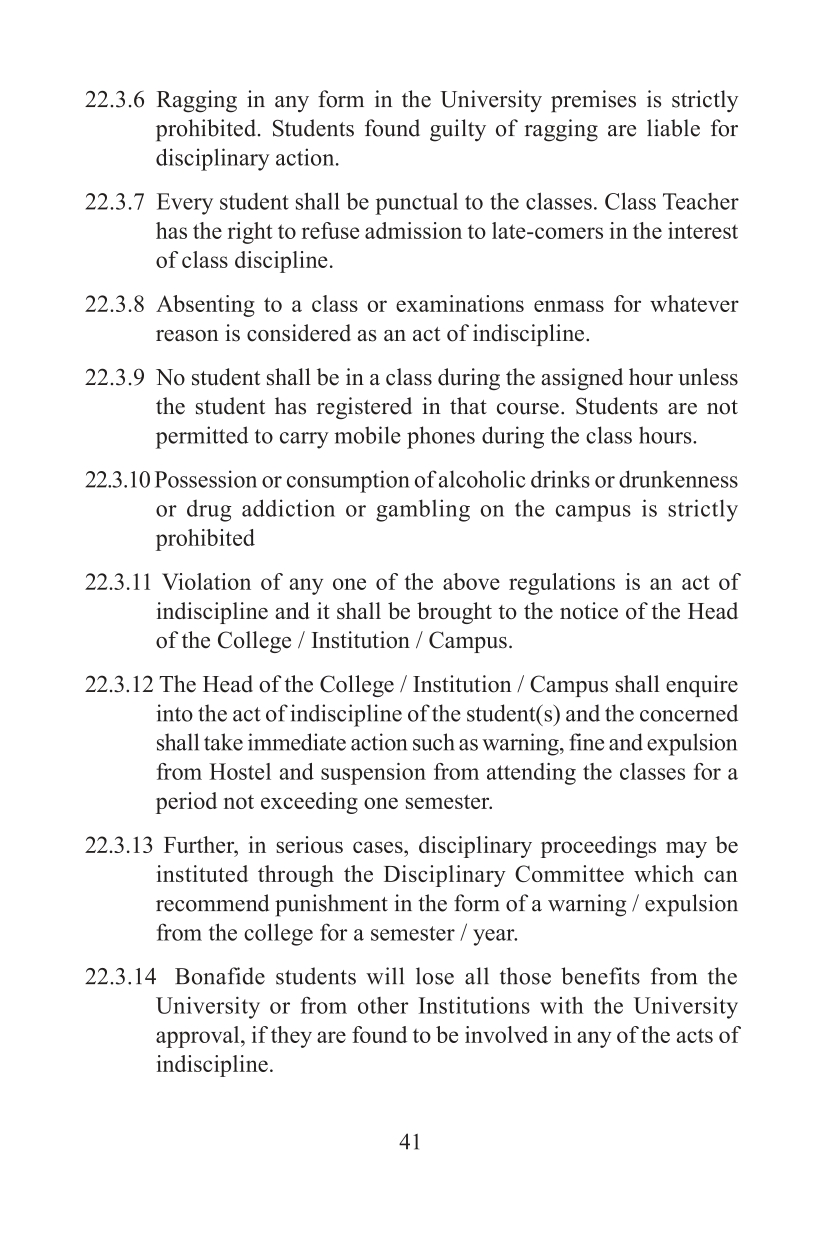 22.3.6 Ragging in any form in the University premises is strictly
prohibited. Students found guilty of ragging are liable for
disciplinary action.
22.3.7 Every student shall be punctual to the classes. Class Teacher
has the right to refuse admission to late-comers in the interest
of class discipline.
22.3.8 Absenting to a class or examinations enmass for whatever
reason is considered as an act of indiscipline.
22.3.9 No student shall be in a class during the assigned hour unless
the student has registered in that course. Students are not
permitted to carry mobile phones during the class hours.
22.3.10 Possession or consumption of alcoholic drinks or drunkenness
or drug addiction or gambling on the campus is strictly
prohibited
22.3.11 Violation of any one of the above regulations is an act of
indiscipline and it shall be brought to the notice of the Head
of the College / Institution / Campus.
22.3.12 The Head of the College / Institution / Campus shall enquire
into the act of indiscipline of the student(s) and the concerned
shall take immediate action such as warning, fine and expulsion
from Hostel and suspension from attending the classes for a
period not exceeding one semester.
22.3.13 Further, in serious cases, disciplinary proceedings may be
instituted through the Disciplinary Committee which can
recommend punishment in the form of a warning / expulsion
from the college for a semester / year.
22.3.14 Bonafide students will lose all those benefits from the
University or from other Institutions with the University
approval, if they are found to be involved in any of the acts of
indiscipline.
41